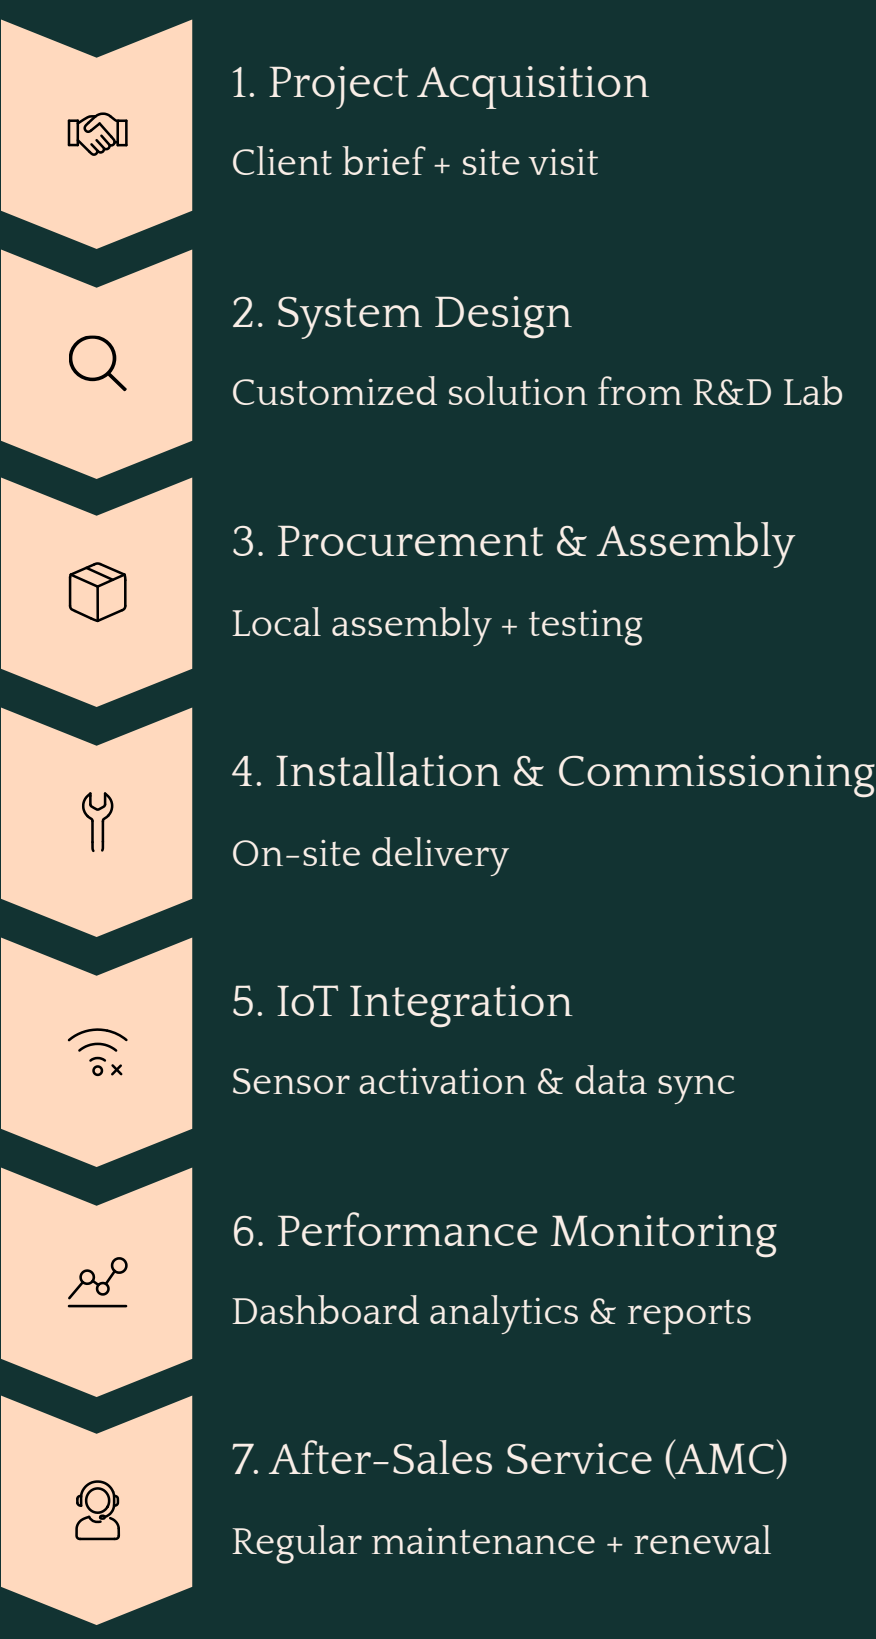 1. Project Acquisition
Client brief + site visit
2. System Design
Customized solution from R&D Lab
3. Procurement & Assembly
Local assembly + testing
4. Installation & Commissioning
On-site delivery
5. IoT Integration
Sensor activation & data sync
6. Performance Monitoring
Dashboard analytics & reports
7. After-Sales Service (AMC)
Regular maintenance + renewal